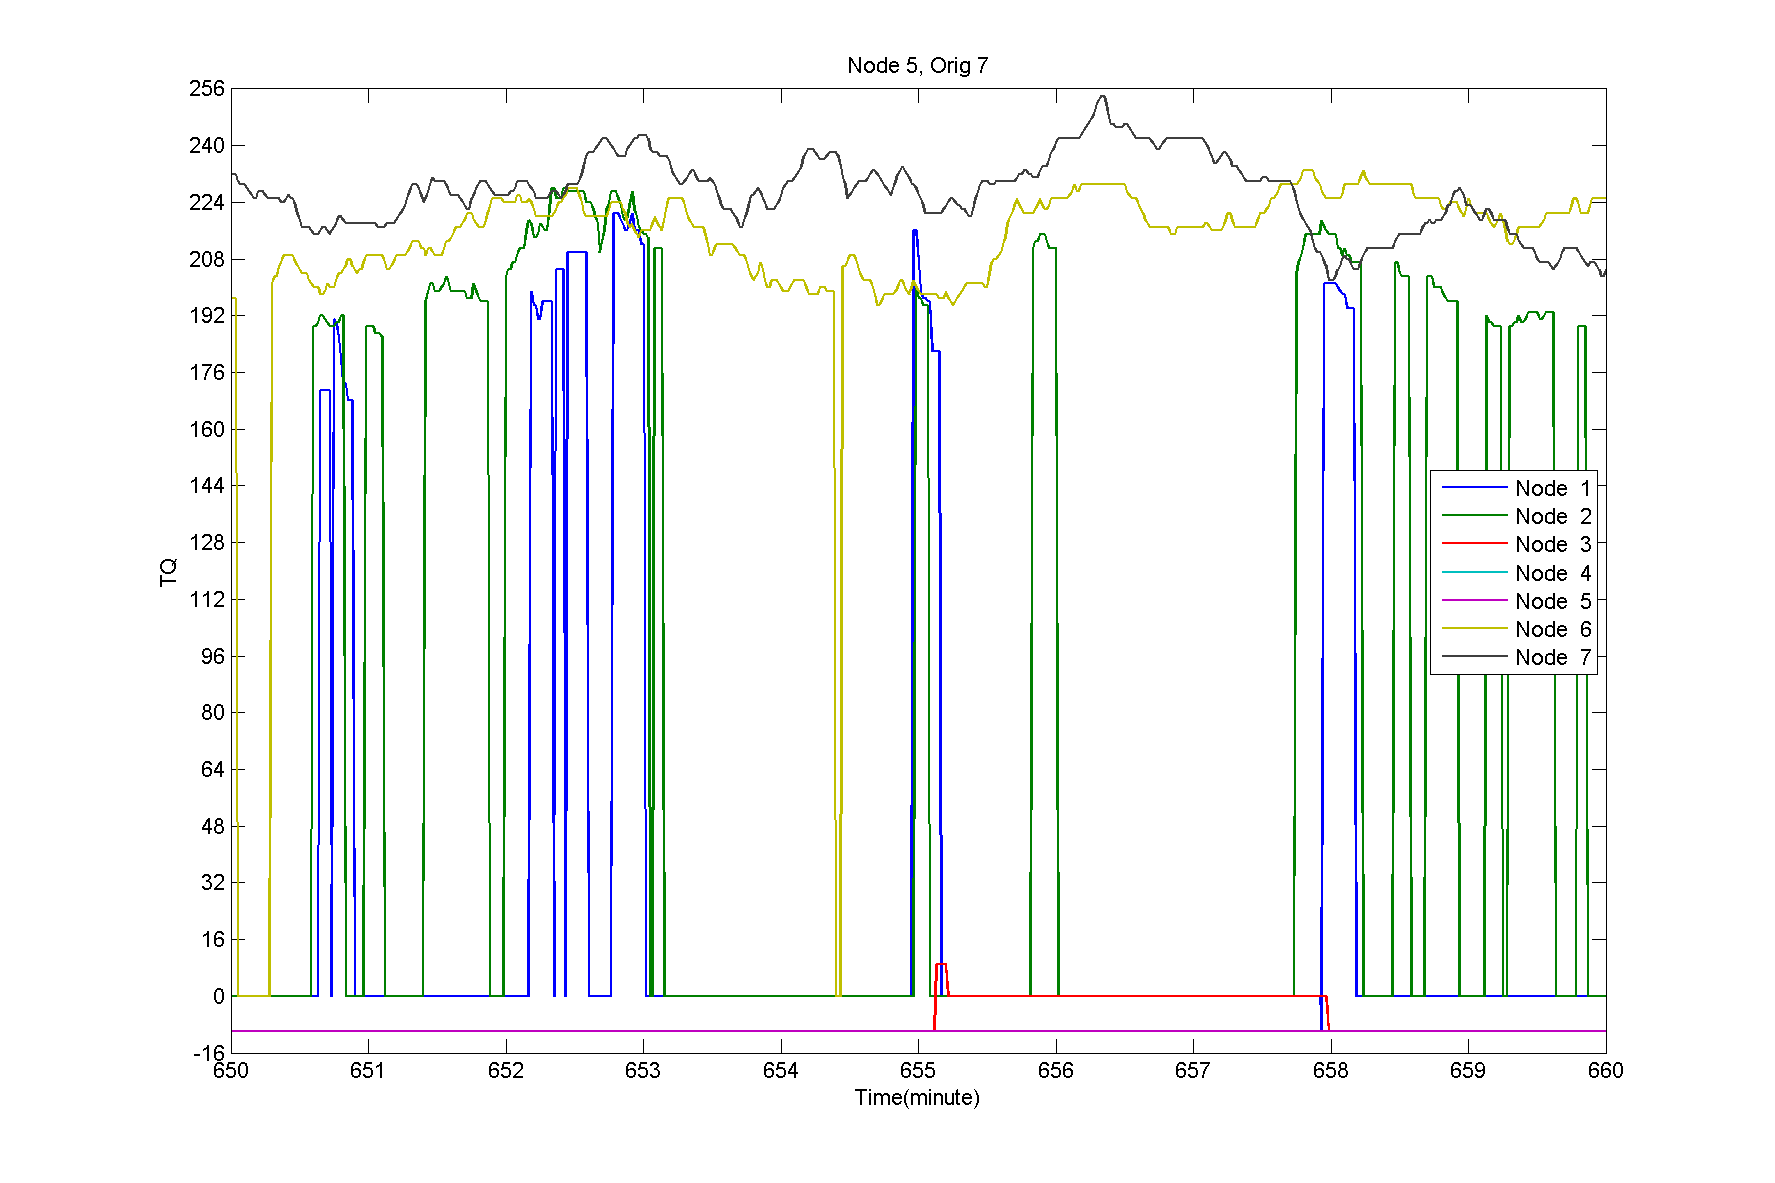 Node 5, Orig 7
256
240
224
208
192
176
160
144
128
112
96
80
64
48
32
16
0
-16
TQ
650 651 652 653 654 655 656 657 658 659 660
Time(minute)
Node 1
Node 2
Node 3
Node 4
Node 5
Node 6
Node 7